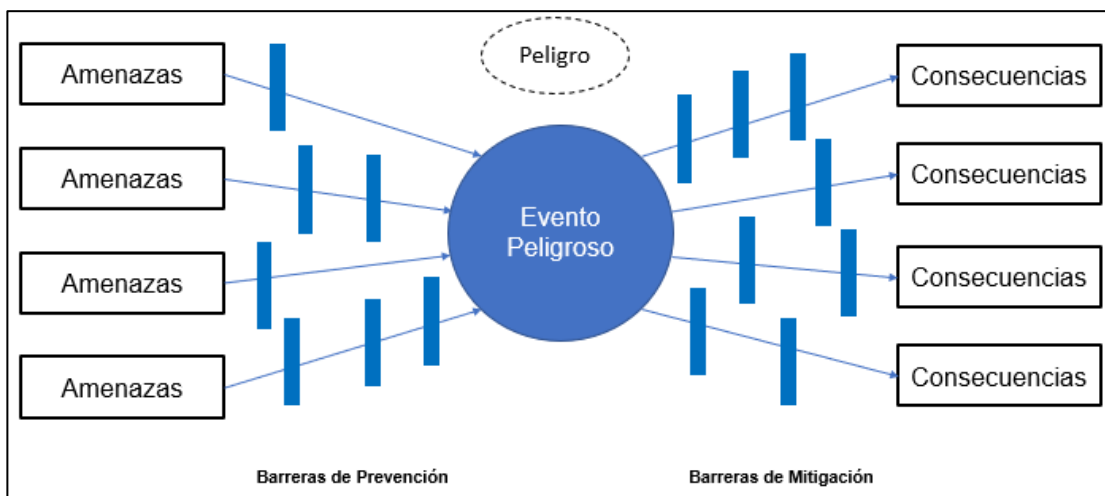 Peligro
Amenazas
Consecuencias
Amenazas
Consecuencias
Evento
Peligroso
Amenazas
Consecuencias
Amenazas
Consecuencias
Barreras de Prevención
Barreras de Mitigación